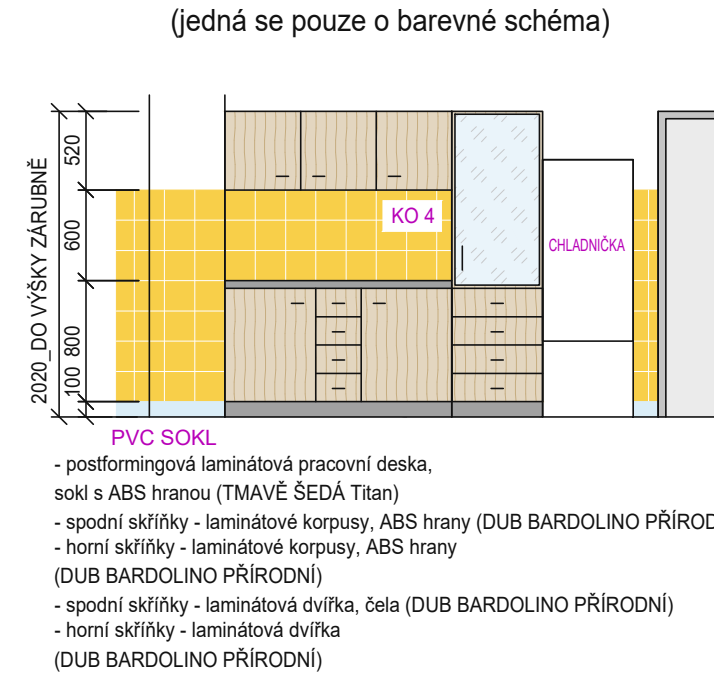 (jedná se pouze o barevné schéma)
520
600
800
100
2020_DO VÝŠKY ZÁRUBNĚ
KO 4
CHLADNIČKA
PVC SOKL
- postformingová laminátová pracovní deska,
sokl s ABS hranou (TMAVĚ ŠEDÁ Titan)
- spodní skříňky - laminátové korpusy, ABS hrany (DUB BARDOLINO PŘÍROD
- horní skříňky - laminátové korpusy, ABS hrany
(DUB BARDOLINO PŘÍRODNÍ)
- spodní skříňky - laminátová dvířka, čela (DUB BARDOLINO PŘÍRODNÍ)
- horní skříňky - laminátová dvířka
(DUB BARDOLINO PŘÍRODNÍ)